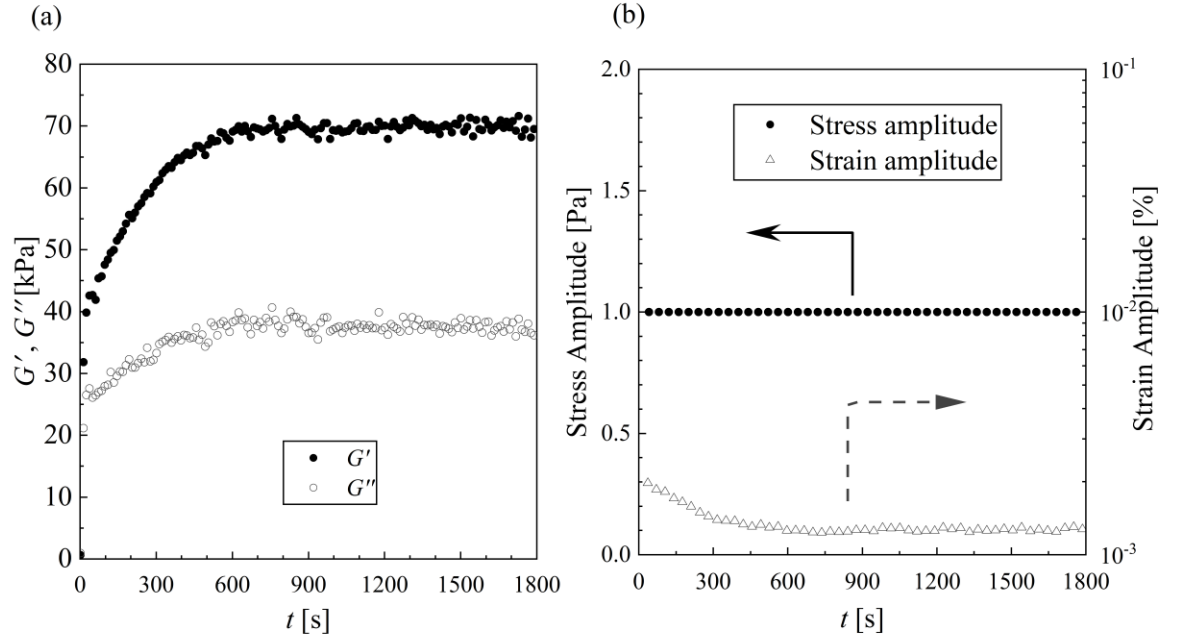 (a)
80
70
60
50
40
30
20
10
0
G′, G″ [kPa]
G′
G″
0 300 600 900 1200 1500 1800
t [s]
(b)
2.0
1.5
1.0
0.5
0.0
Stress Amplitude [Pa]
Stress amplitude
Strain amplitude
10⁻¹
10⁻²
10⁻³
Strain Amplitude [%]
0 300 600 900 1200 1500 1800
t [s]